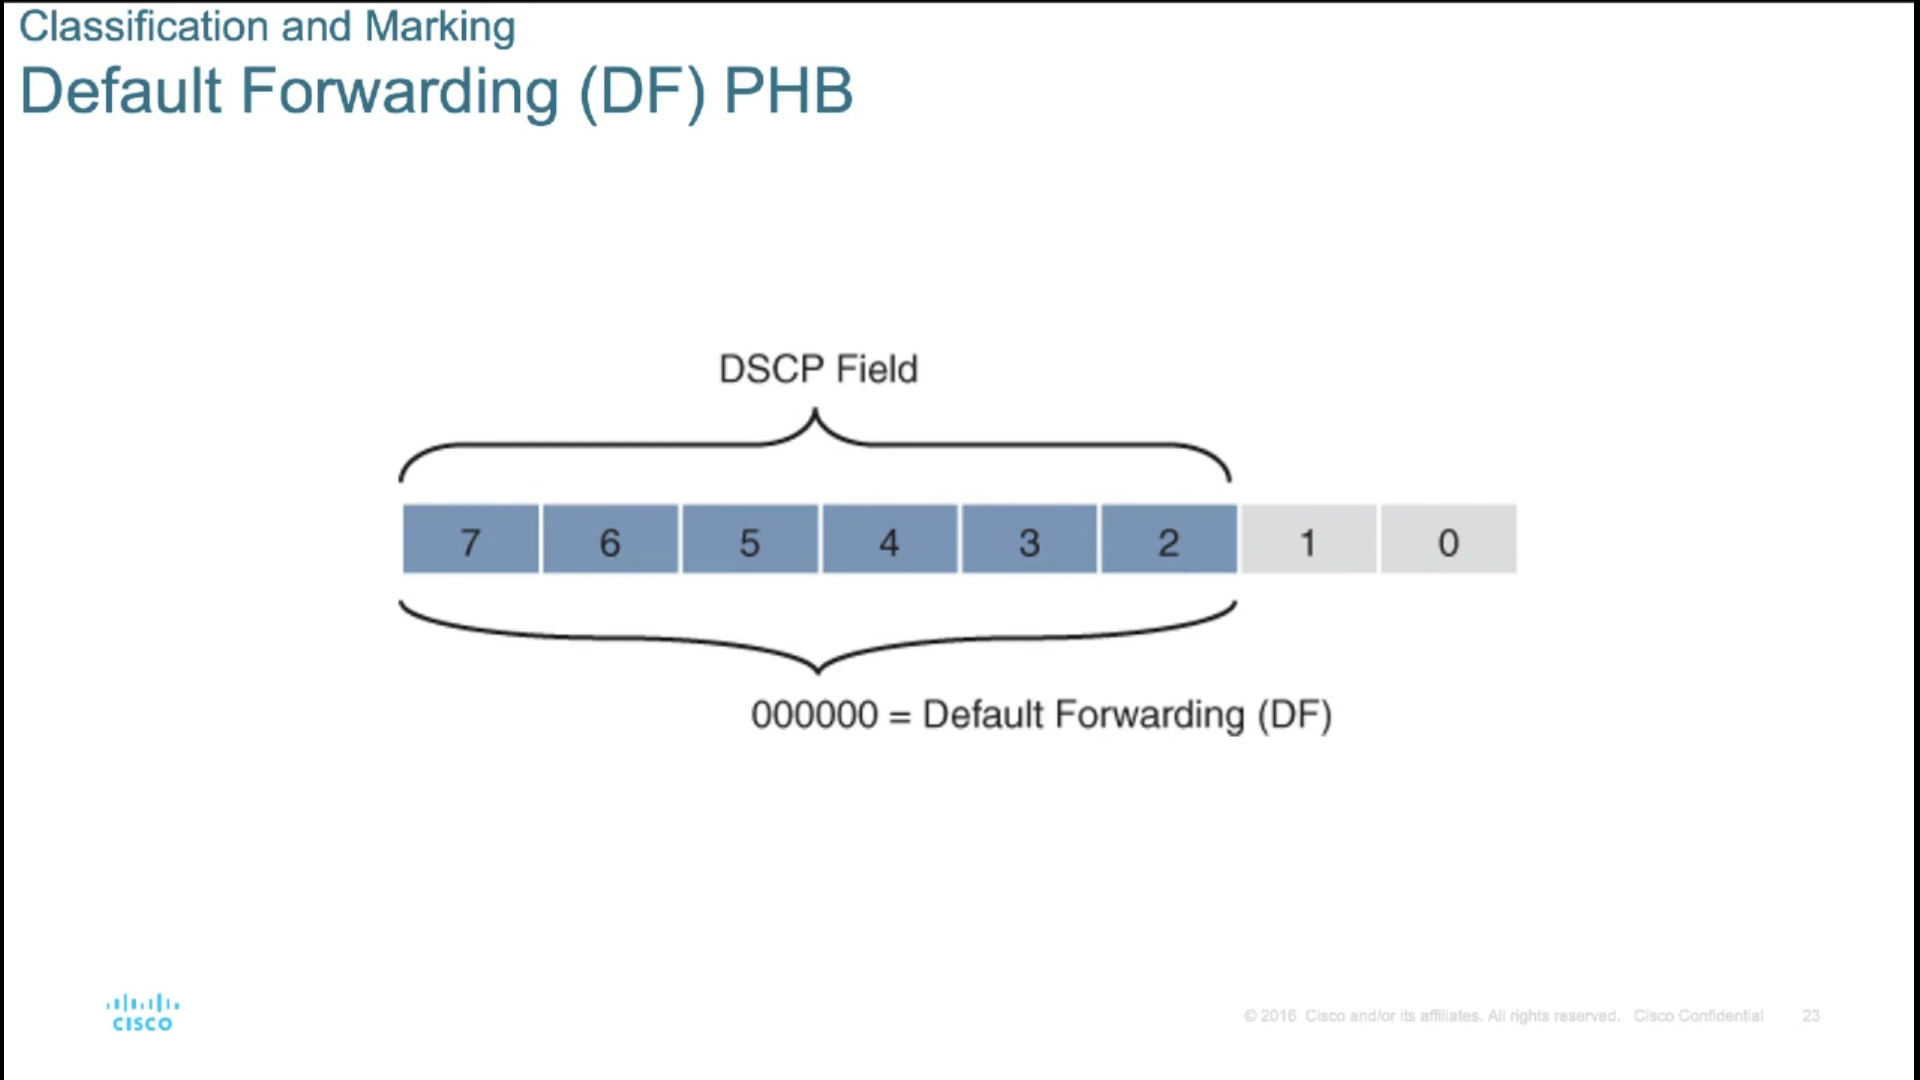 Classification and Marking
Default Forwarding (DF) PHB
DSCP Field
7 6 5 4 3 2 1 0
000000 = Default Forwarding (DF)
CISCO
© 2016 Cisco and/or its affiliates. All rights reserved. Cisco Confidential 23